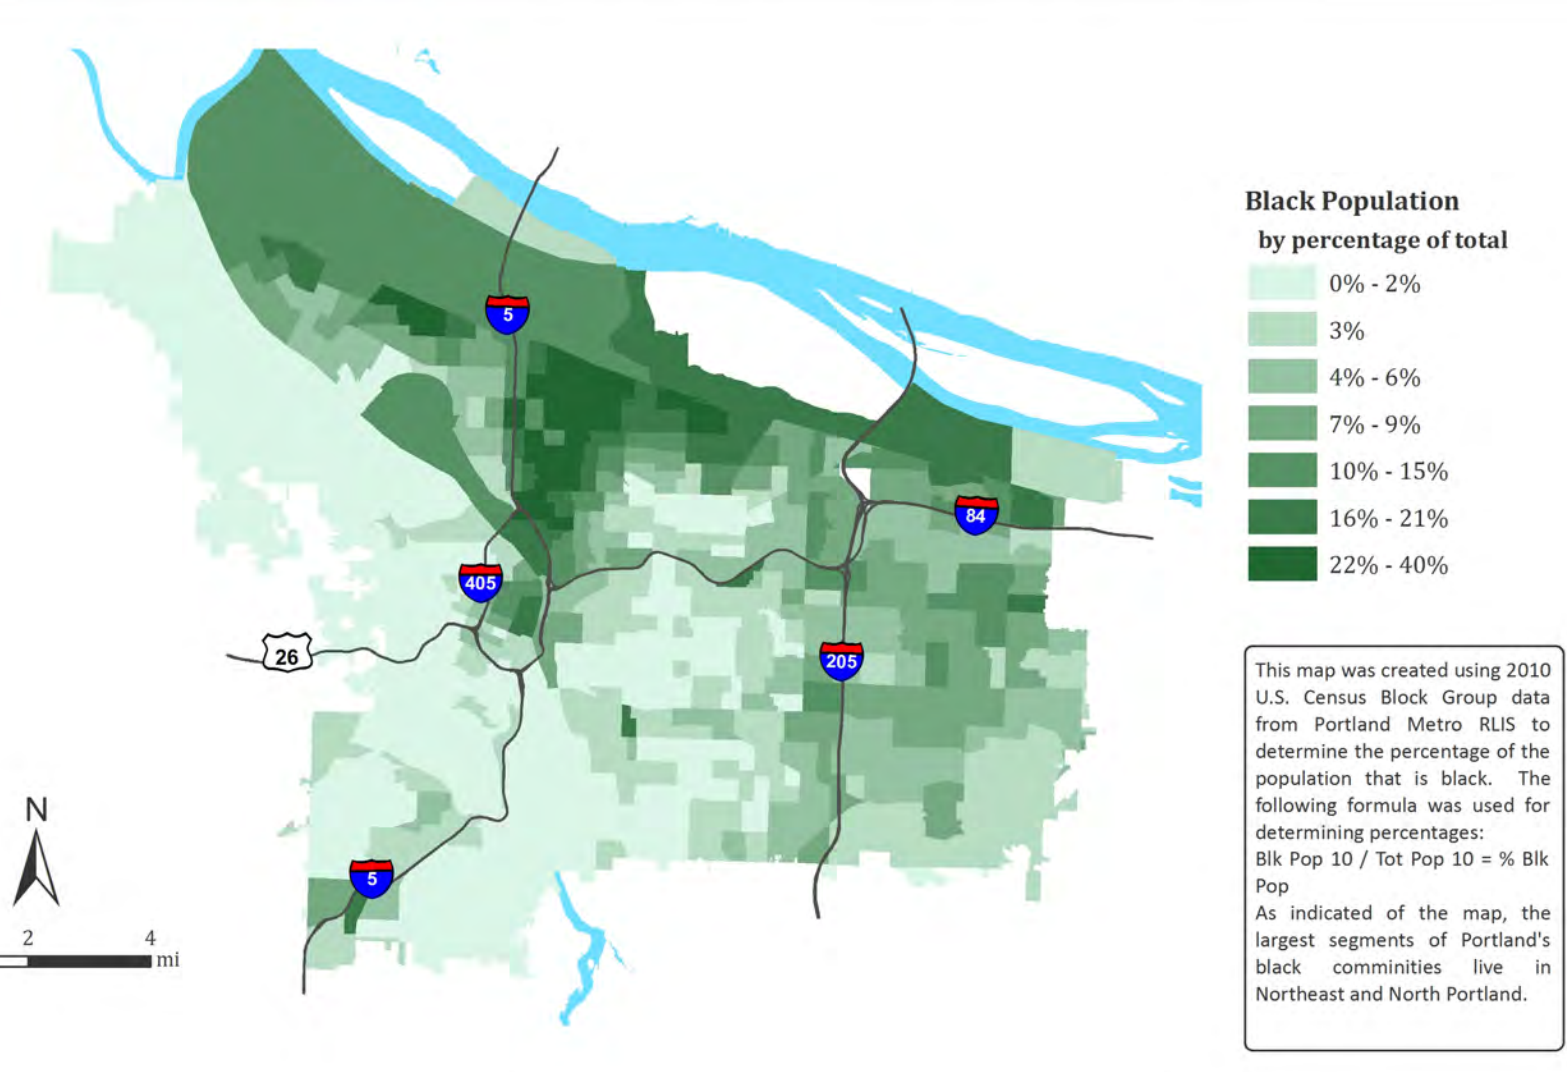 Black Population
by percentage of total
0% - 2%
3%
4% - 6%
7% - 9%
10% - 15%
16% - 21%
22% - 40%
5
84
405
26
205
5
N
2 4
mi
This map was created using 2010
U.S. Census Block Group data
from Portland Metro RLIS to
determine the percentage of the
population that is black. The
following formula was used for
determining percentages:
Blk Pop 10 / Tot Pop 10 = % Blk
Pop
As indicated of the map, the
largest segments of Portland's
black comminities live in
Northeast and North Portland.